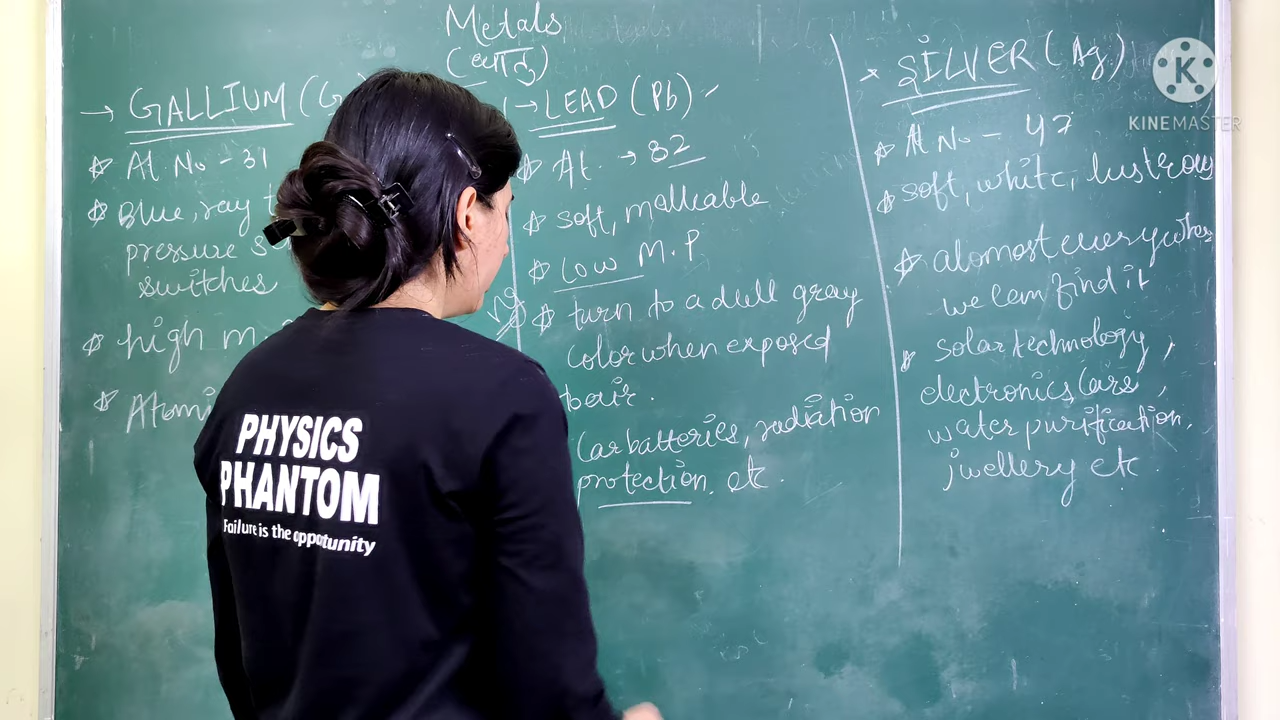 Metals
(धातु)
→ GALLIUM (G
At. No - 31
Blue, ray t
pressure s
switches
high m
Atomi
→ LEAD (Pb)
At. → 82
soft, malleable
low M.P
turn to a dull gray
color when exposed
air.
Car batteries, radiation
protection. etc.
SILVER (Ag)
At No - 47
soft, white, lustrous
alomost everywhere
we can find it
solar technology,
electronics Cars,
water purification,
jwellery etc
PHYSICS
PHANTOM
Failure is the opportunity
KINEMASTER